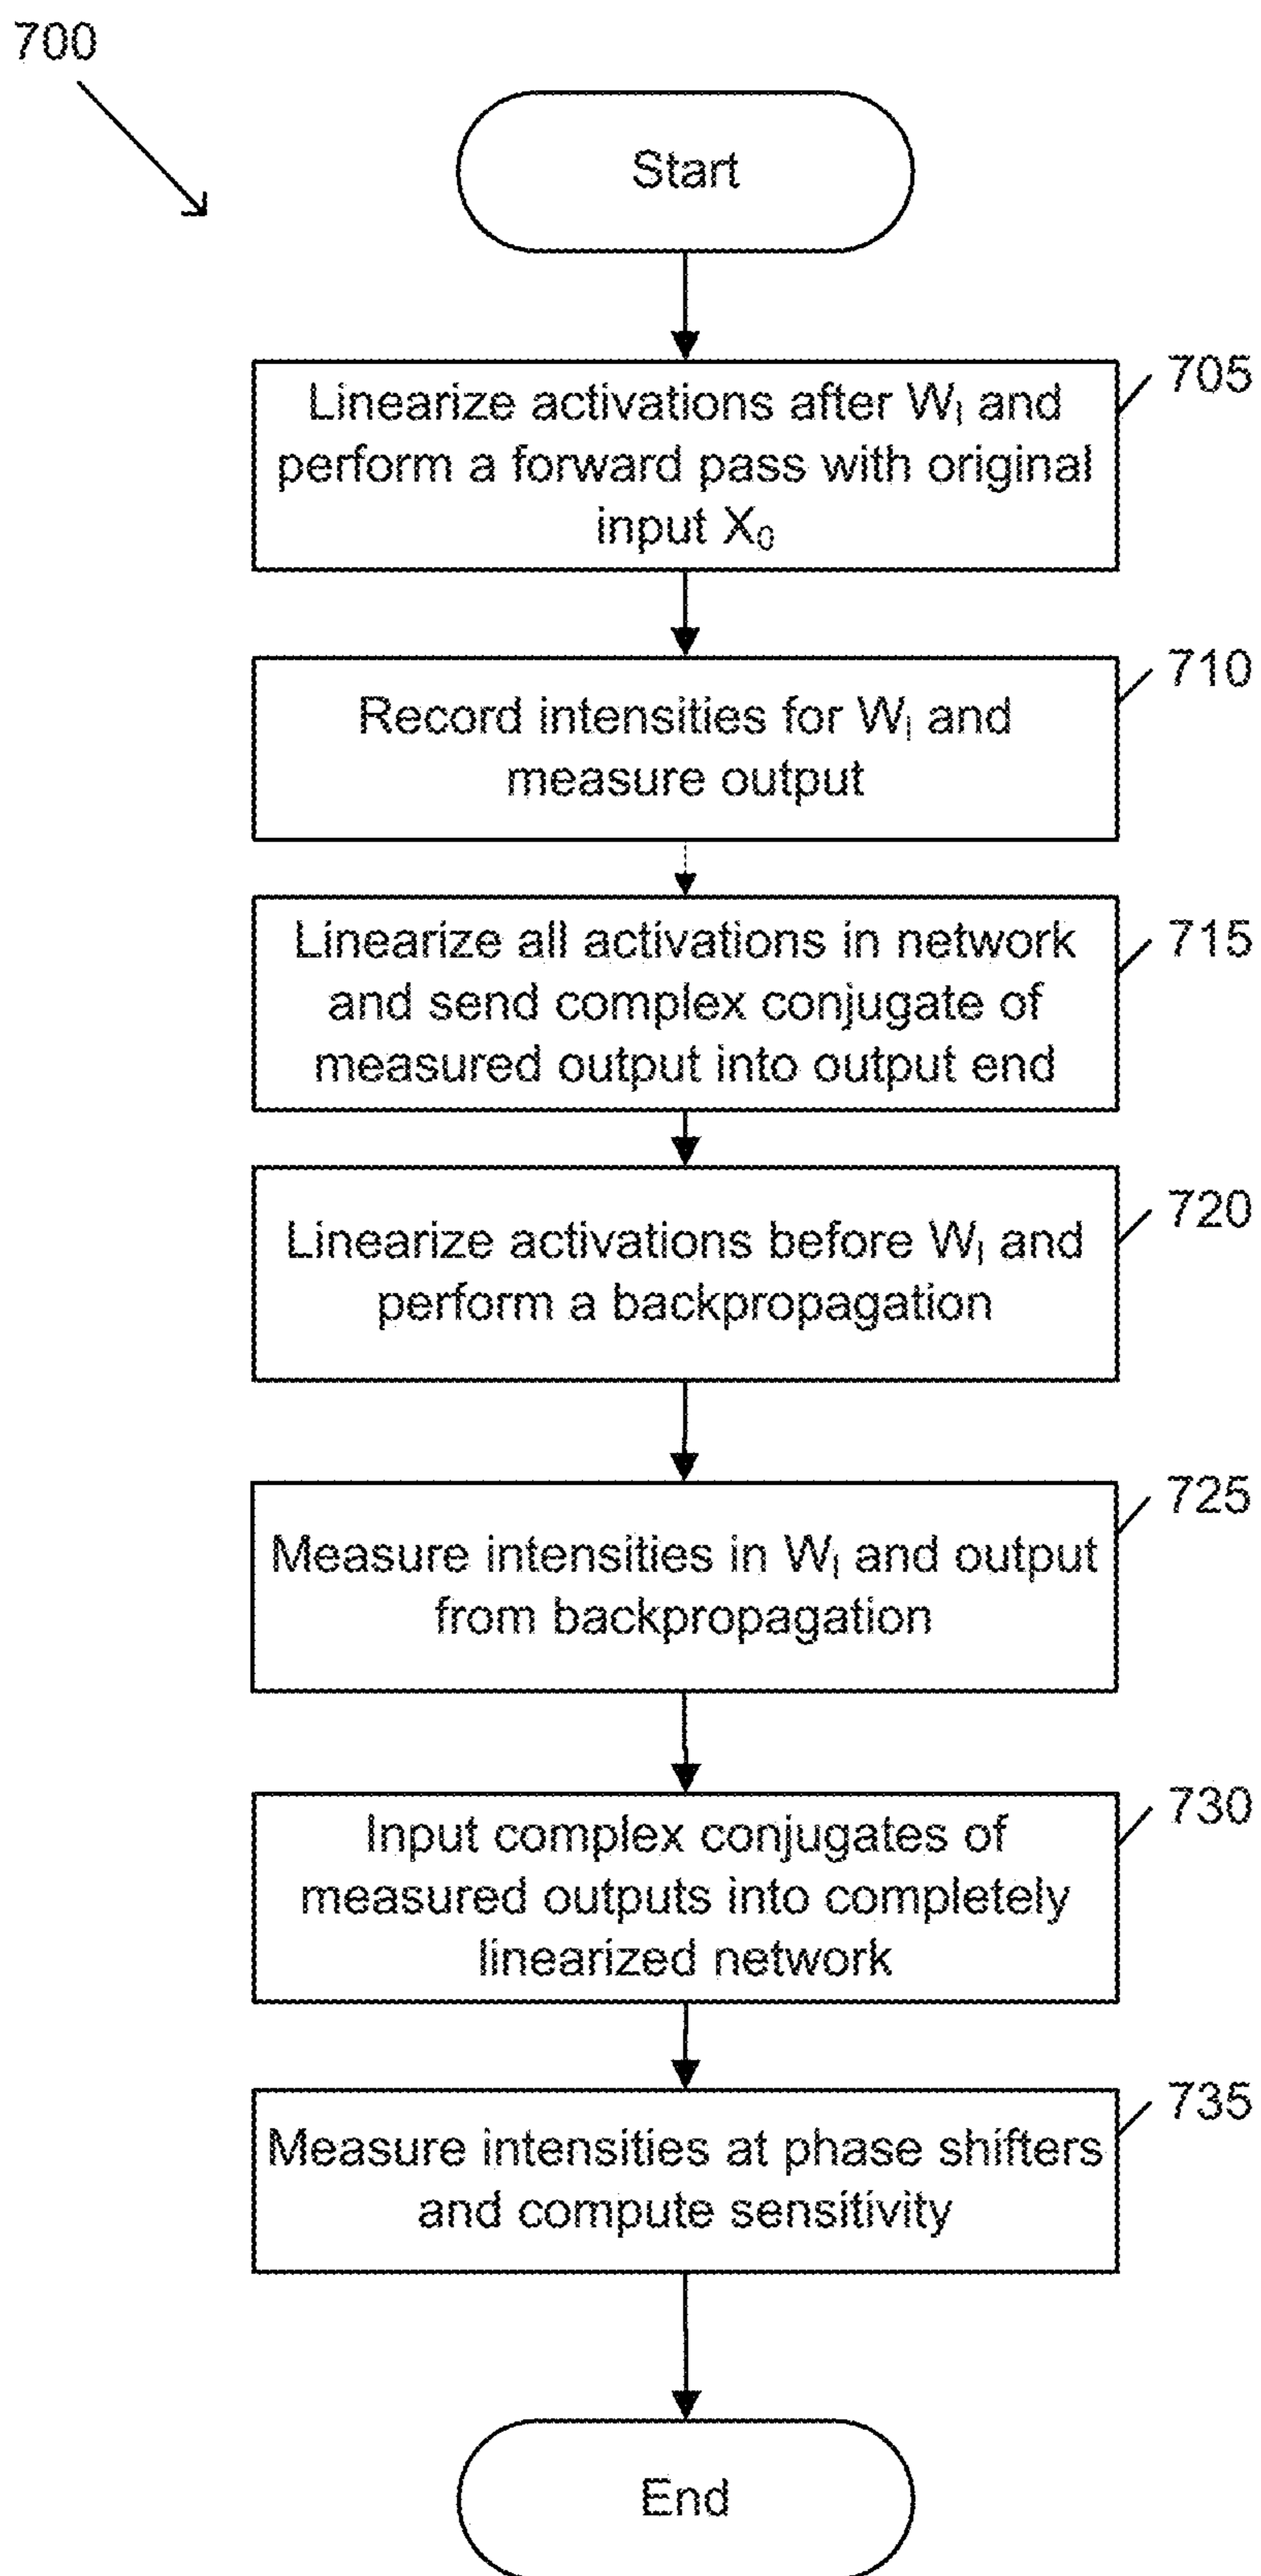 700
Start
705
Linearize activations after Wₗ and
perform a forward pass with original
input X₀
710
Record intensities for Wₗ and
measure output
715
Linearize all activations in network
and send complex conjugate of
measured output into output end
720
Linearize activations before Wₗ and
perform a backpropagation
725
Measure intensities in Wₗ and output
from backpropagation
730
Input complex conjugates of
measured outputs into completely
linearized network
735
Measure intensities at phase shifters
and compute sensitivity
End